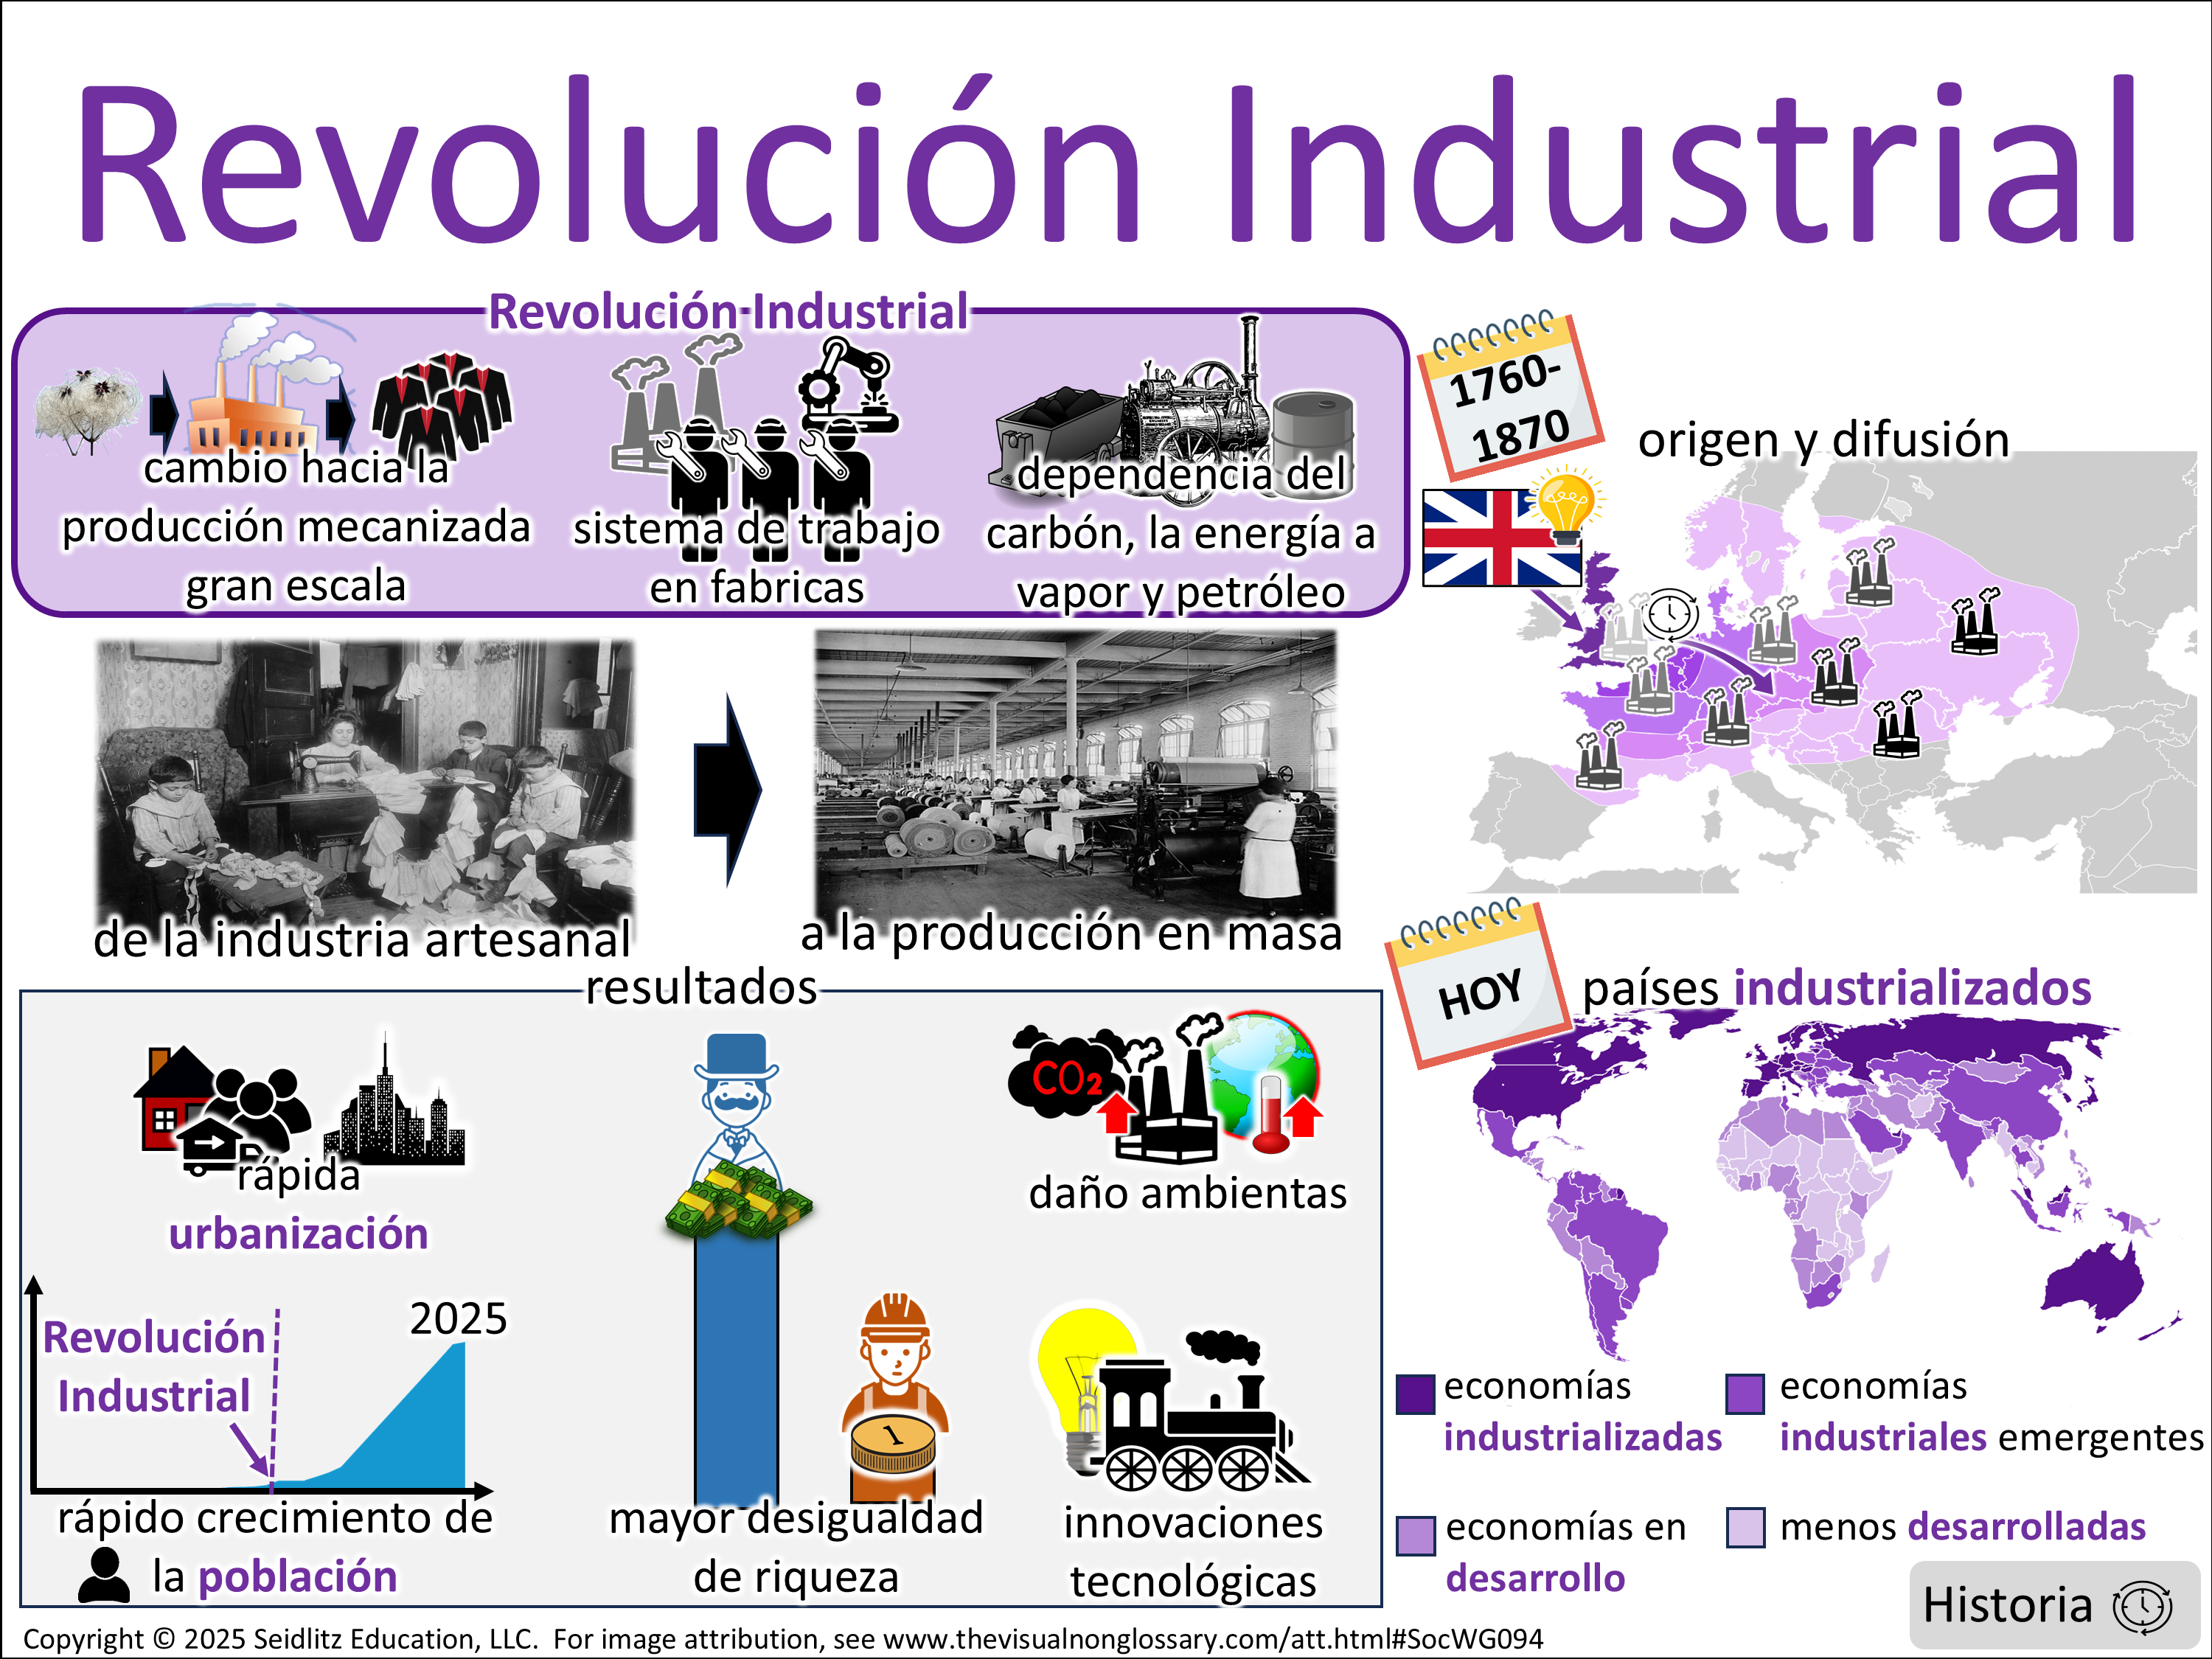 Revolución Industrial
Revolución Industrial
cambio hacia la
producción mecanizada
gran escala
sistema de trabajo
en fabricas
dependencia del
carbón, la energía a
vapor y petróleo
1760-
1870
origen y difusión
de la industria artesanal
a la producción en masa
resultados
rápida
urbanización
CO2
daño ambientas
Revolución
Industrial
2025
rápido crecimiento de
la población
1
mayor desigualdad
de riqueza
innovaciones
tecnológicas
HOY
países industrializados
economías
industrializadas
economías
industriales emergentes
economías en
desarrollo
menos desarrolladas
Historia
Copyright © 2025 Seidlitz Education, LLC.  For image attribution, see www.thevisualnonglossary.com/att.html#SocWG094